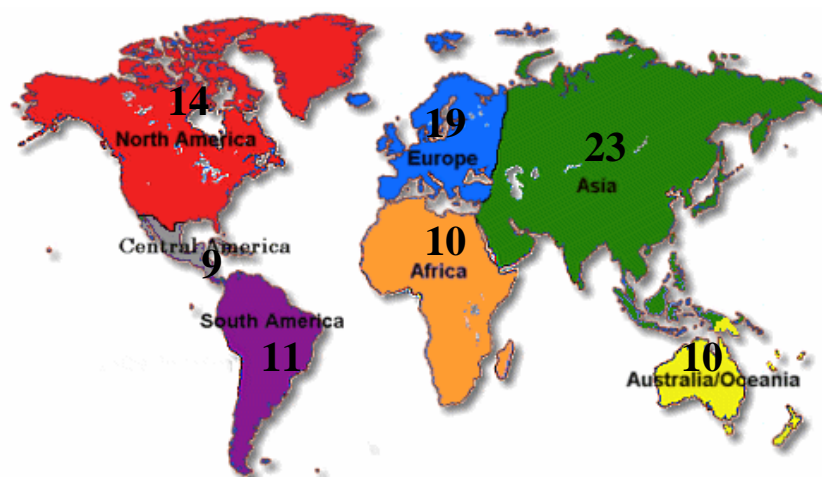 14
North America
19
Europe
23
Asia
Central America
9
10
Africa
South America
11
10
Australia/Oceania